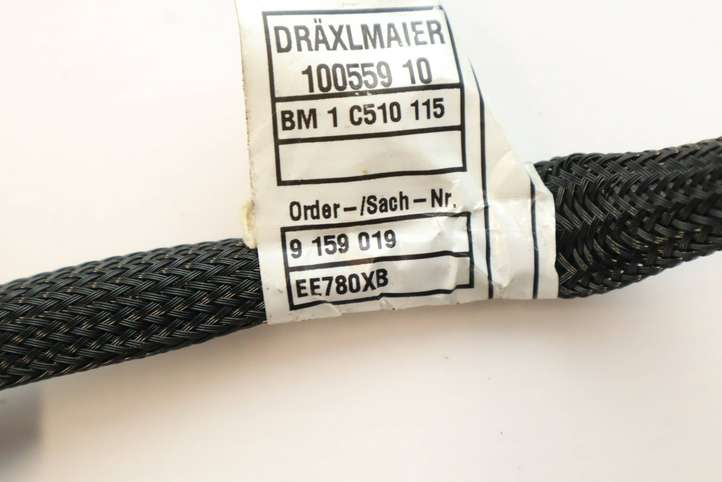 DRÄXLMAIER
100559 10
BM 1 C510 115
Order-/Sach-Nr.
9 159 019
EE780XB